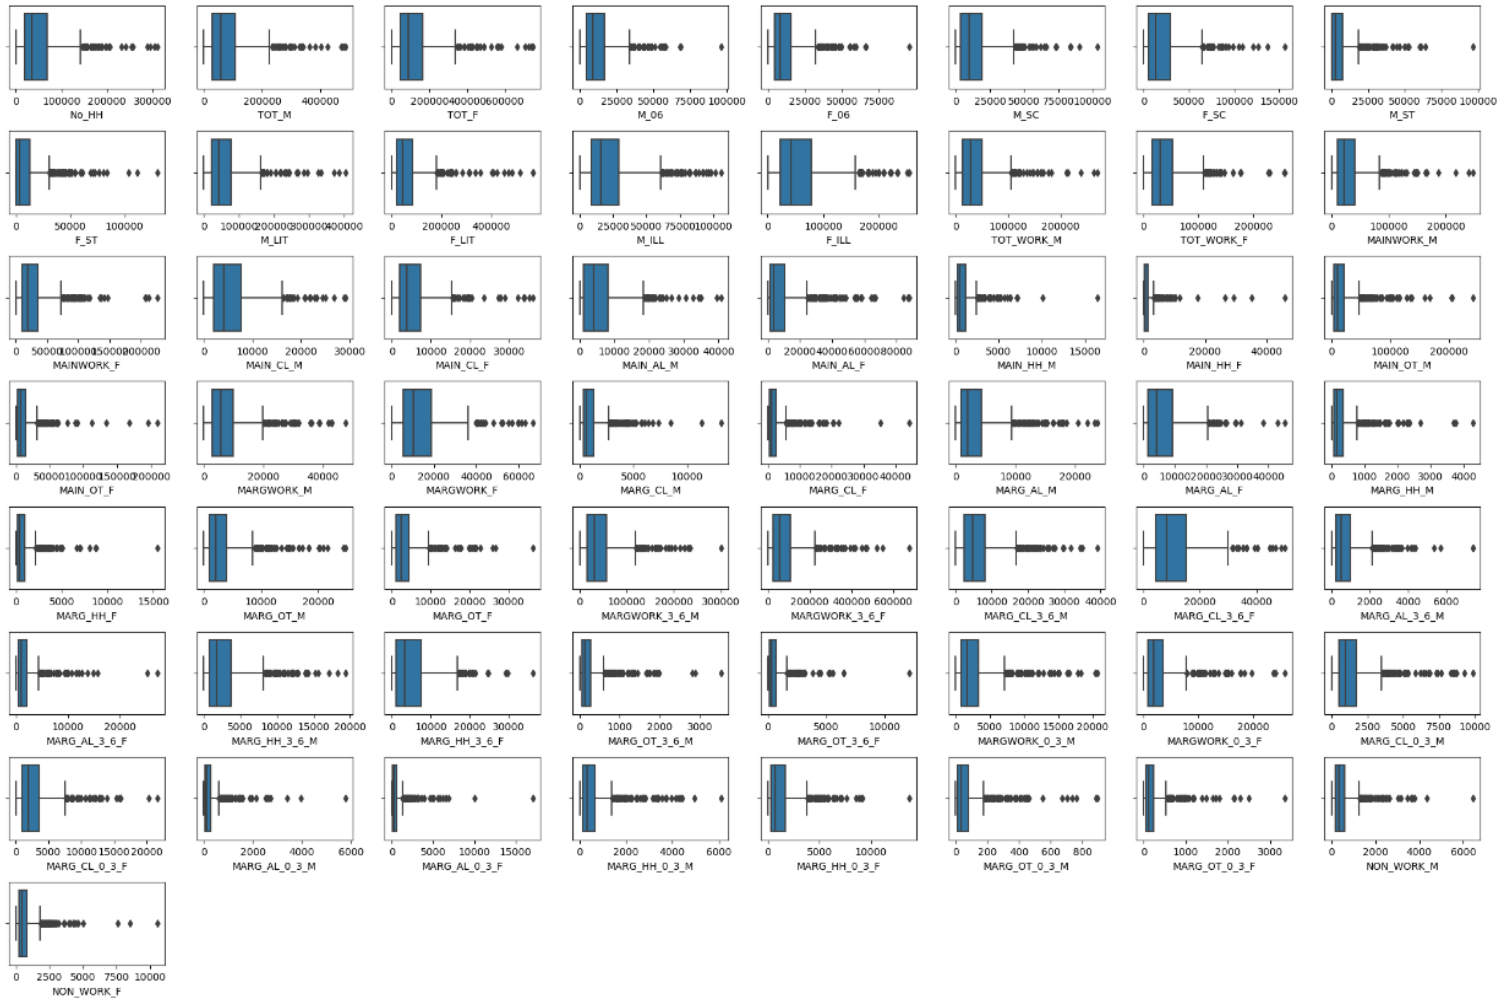 0 100000 200000 300000 0 200000 400000 0 200000400000600000 0 25000 50000 75000 100000 0 25000 50000 75000 0 25000 50000 75000100000 0 50000 100000 150000 0 25000 50000 75000 100000
No_HH TOT_M TOT_F M_06 F_06 M_SC F_SC M_ST
0 50000 100000 0 100000200000300000400000 0 200000 400000 0 25000 50000 75000 100000 0 100000 200000 0 100000 200000 0 100000 200000 0 100000 200000
F_ST M_LIT F_LIT M_ILL F_ILL TOT_WORK_M TOT_WORK_F MAINWORK_M
0 50000100000150000200000 0 10000 20000 30000 0 10000 20000 30000 0 10000 20000 30000 40000 0 20000 40000 60000 80000 0 5000 10000 15000 0 20000 40000 0 100000 200000
MAINWORK_F MAIN_CL_M MAIN_CL_F MAIN_AL_M MAIN_AL_F MAIN_HH_M MAIN_HH_F MAIN_OT_M
0 50000100000150000200000 0 20000 40000 0 20000 40000 60000 0 5000 10000 0 10000 20000 30000 40000 0 10000 20000 0 10000 20000 30000 40000 0 1000 2000 3000 4000
MAIN_OT_F MARGWORK_M MARGWORK_F MARG_CL_M MARG_CL_F MARG_AL_M MARG_AL_F MARG_HH_M
0 5000 10000 15000 0 10000 20000 0 10000 20000 30000 0 100000 200000 300000 0 200000 400000 600000 0 10000 20000 30000 40000 0 20000 40000 0 2000 4000 6000
MARG_HH_F MARG_OT_M MARG_OT_F MARGWORK_3_6_M MARGWORK_3_6_F MARG_CL_3_6_M MARG_CL_3_6_F MARG_AL_3_6_M
0 10000 20000 0 5000 10000 15000 20000 0 10000 20000 30000 0 1000 2000 3000 0 5000 10000 0 5000 10000 15000 20000 0 10000 20000 0 2500 5000 7500 10000
MARG_AL_3_6_F MARG_HH_3_6_M MARG_HH_3_6_F MARG_OT_3_6_M MARG_OT_3_6_F MARGWORK_0_3_M MARGWORK_0_3_F MARG_CL_0_3_M
0 5000 10000 15000 20000 0 2000 4000 6000 0 5000 10000 15000 0 2000 4000 6000 0 5000 10000 0 200 400 600 800 0 1000 2000 3000 0 2000 4000 6000
MARG_CL_0_3_F MARG_AL_0_3_M MARG_AL_0_3_F MARG_HH_0_3_M MARG_HH_0_3_F MARG_OT_0_3_M MARG_OT_0_3_F NON_WORK_M
0 2500 5000 7500 10000
NON_WORK_F